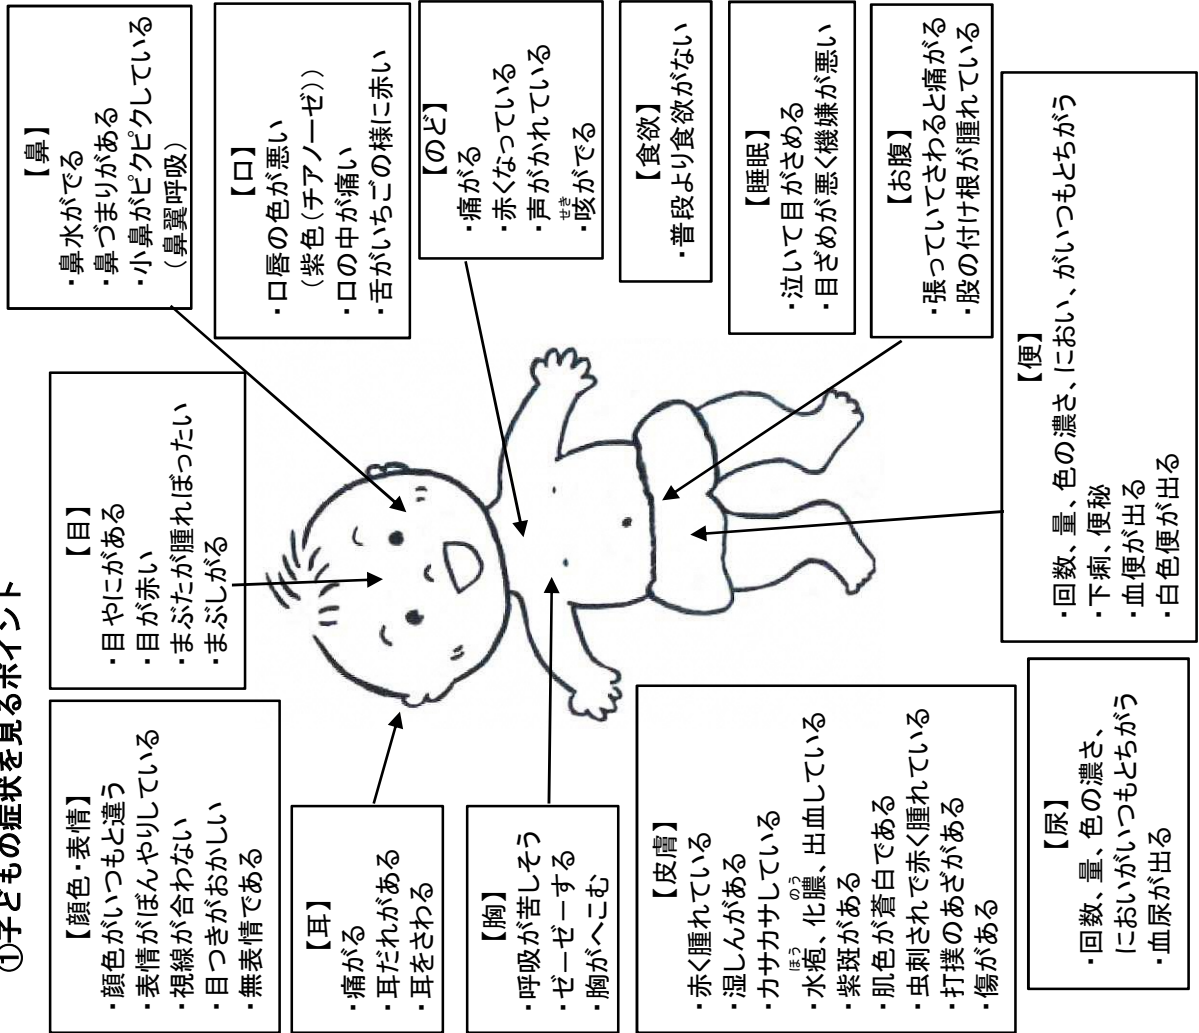 ①子どもの症状を見るポイント
【顔色・表情】
・顔色がいつもと違う
・表情がぼんやりしている
・視線が合わない
・目つきがおかしい
・無表情である
【目】
・目やにがある
・目が赤い
・まぶたが腫れぼったい
・まぶしがる
【鼻】
・鼻水がでる
・鼻づまりがある
・小鼻がピクピクしている
（鼻翼呼吸）
【耳】
・痛がる
・耳だれがある
・耳をさわる
【口】
・口唇の色が悪い
（紫色（チアノーゼ））
・口の中が痛い
・舌がいちごの様に赤い
【胸】
・呼吸が苦しそう
・ゼーゼーする
・胸がへこむ
【のど】
・痛がる
・赤くなっている
・声がかれている
せき
・咳がでる
【食欲】
・普段より食欲がない
【皮膚】
・赤く腫れている
・湿しんがある
・カサカサしている
ほう のう
・水疱、化膿、出血している
・紫斑がある
・肌色が蒼白である
・虫刺されで赤く腫れている
・打撲のあざがある
・傷がある
【睡眠】
・泣いて目がさめる
・目ざめが悪く機嫌が悪い
【お腹】
・張っていてさわると痛がる
・股の付け根が腫れている
【尿】
・回数、量、色の濃さ、
においがいつもとちがう
・血尿が出る
【便】
・回数、量、色の濃さ、におい、がいつもとちがう
・下痢、便秘
・血便が出る
・白色便が出る